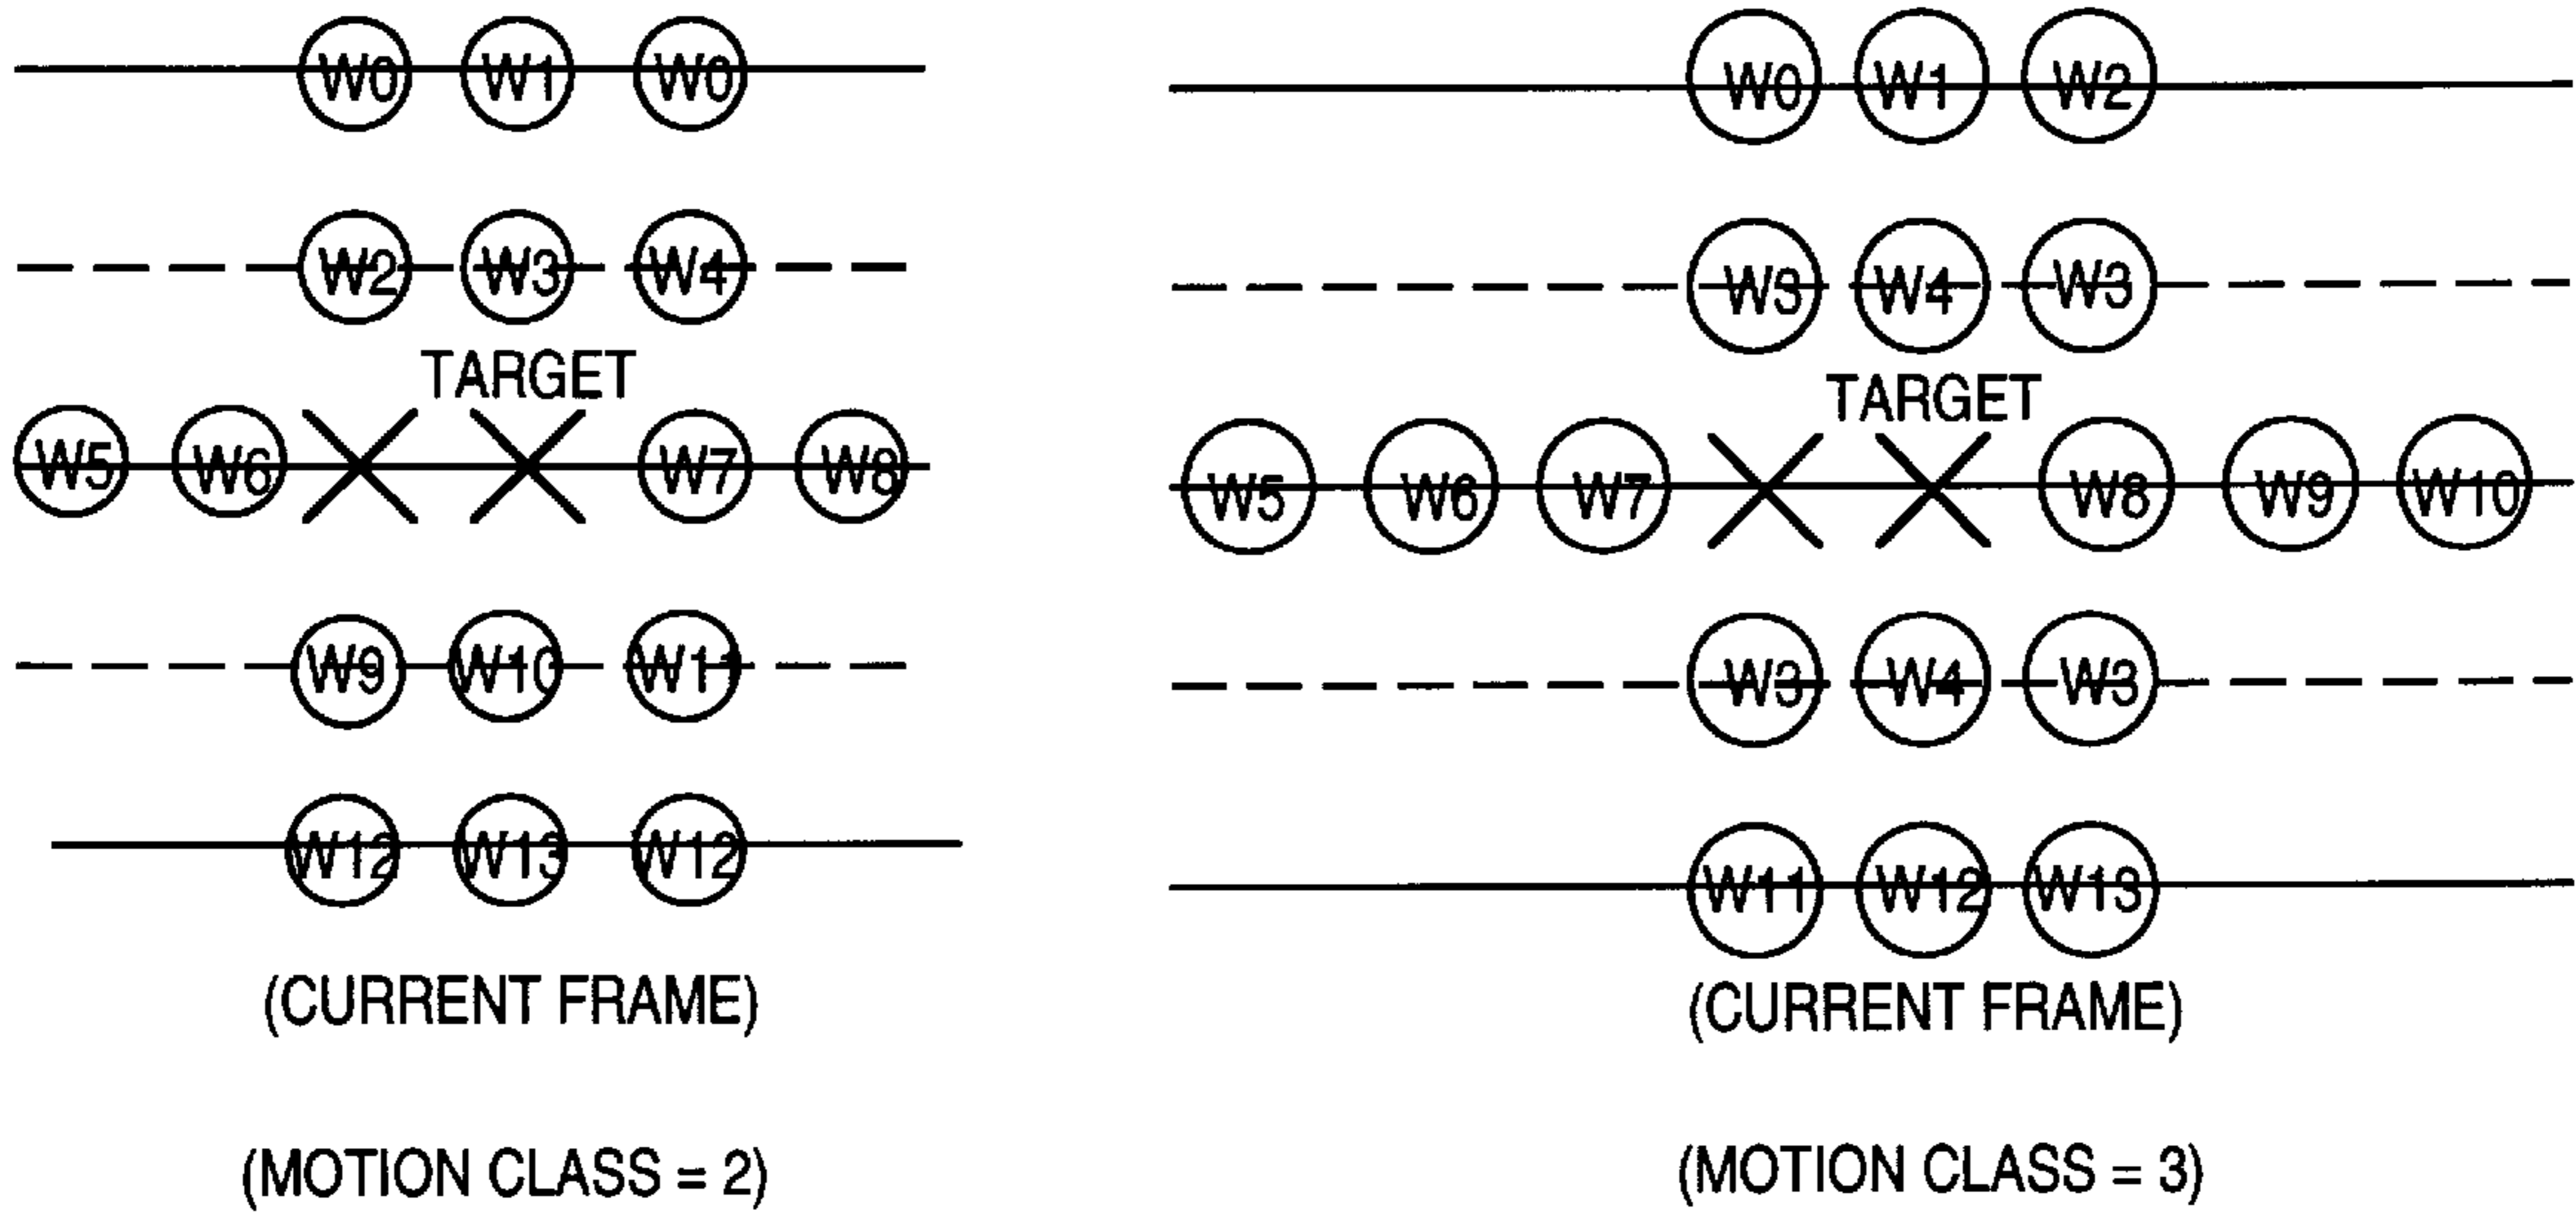 W0 W1 W0
W2 W3 W4
TARGET
W5 W6 W7 W8
W9 W10 W11
W12 W13 W12
(CURRENT FRAME)
(MOTION CLASS = 2)
W0 W1 W2
W3 W4 W3
TARGET
W5 W6 W7 W8 W9 W10
W3 W4 W3
W11 W12 W13
(CURRENT FRAME)
(MOTION CLASS = 3)